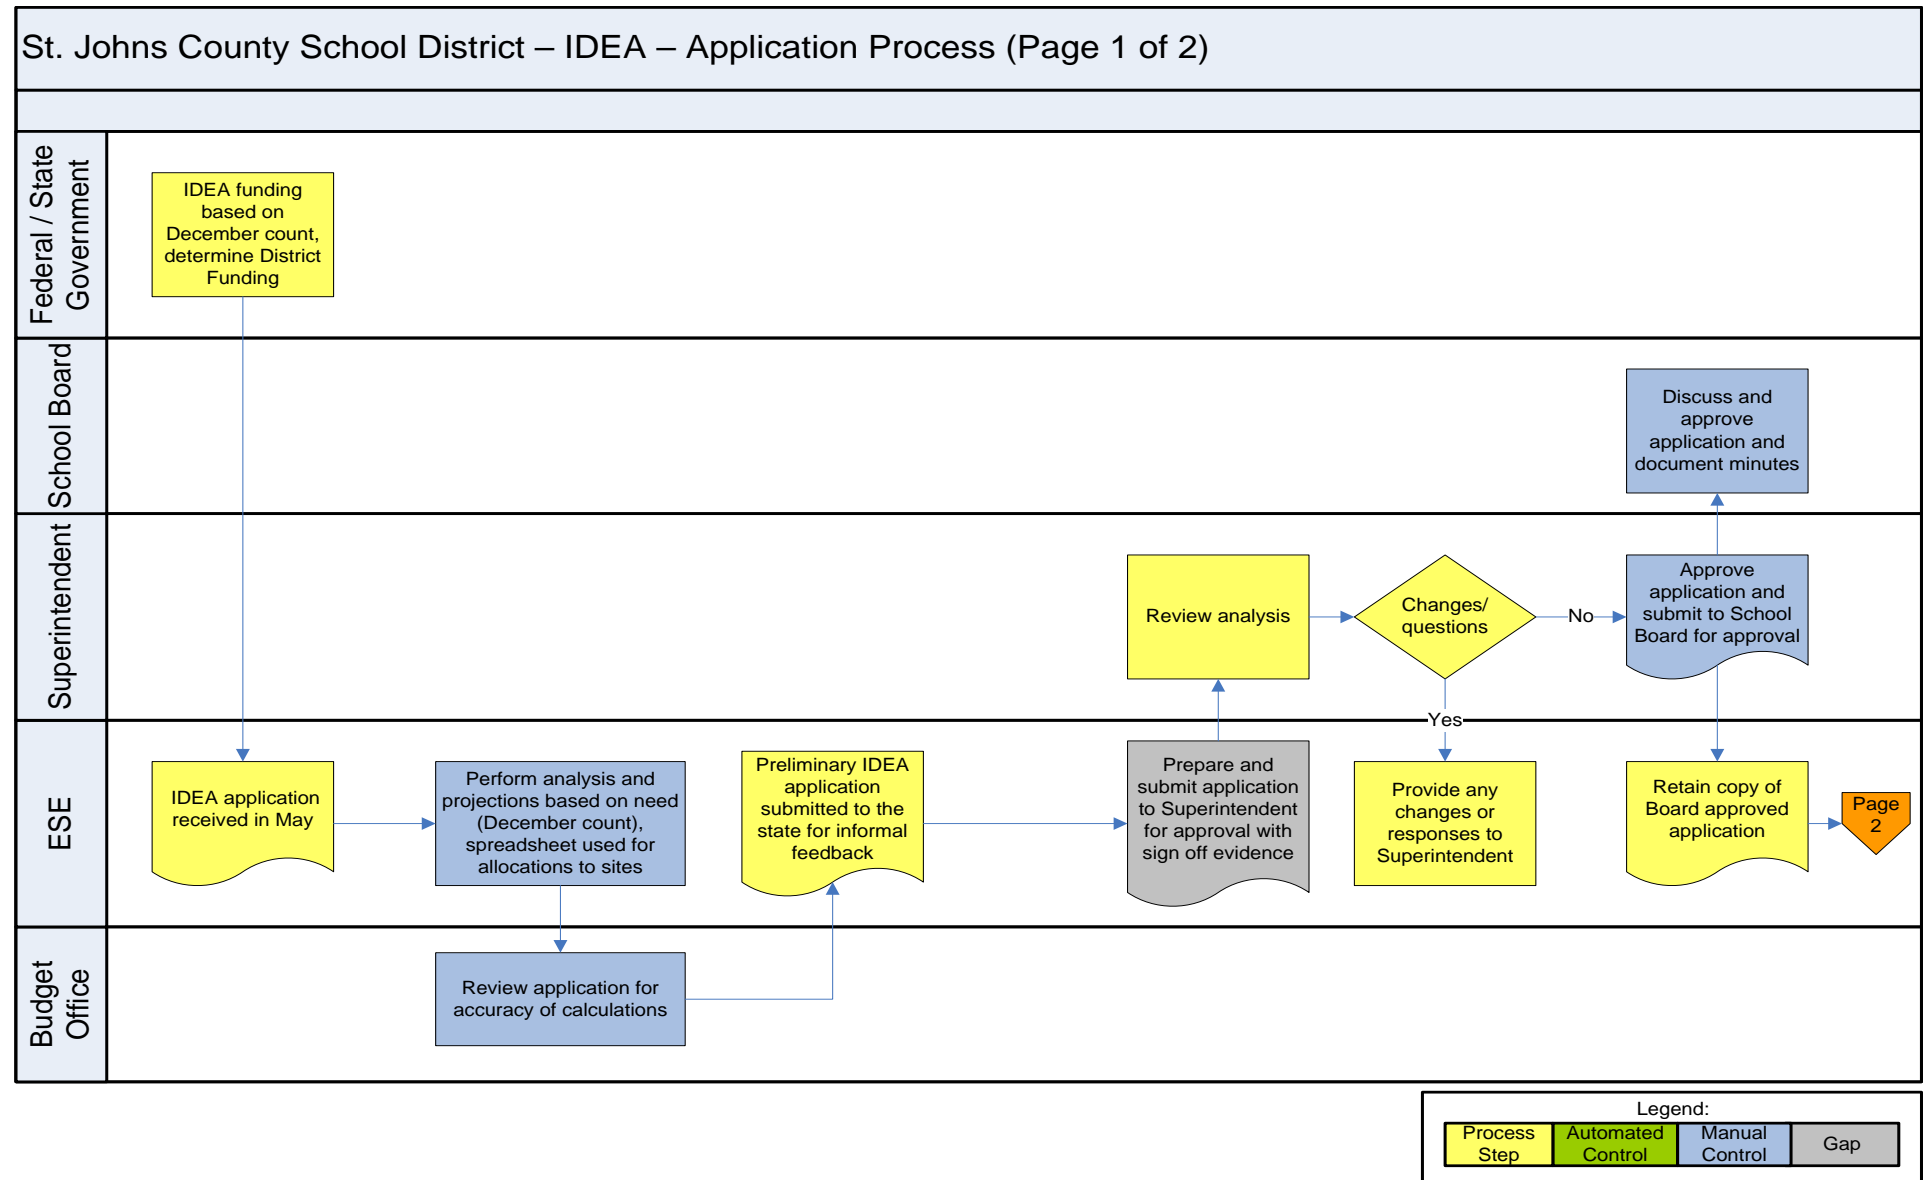 St. Johns County School District – IDEA – Application Process (Page 1 of 2)
Federal / State
Government
IDEA funding
based on
December count,
determine District
Funding
School Board
Discuss and
approve
application and
document minutes
Superintendent
Review analysis
Changes/
questions
No
Approve
application and
submit to School
Board for approval
Yes
ESE
IDEA application
received in May
Perform analysis and
projections based on need
(December count),
spreadsheet used for
allocations to sites
Preliminary IDEA
application
submitted to the
state for informal
feedback
Prepare and
submit application
to Superintendent
for approval with
sign off evidence
Provide any
changes or
responses to
Superintendent
Retain copy of
Board approved
application
Page
2
Budget
Office
Review application for
accuracy of calculations
Legend:
Process
Step
Automated
Control
Manual
Control
Gap